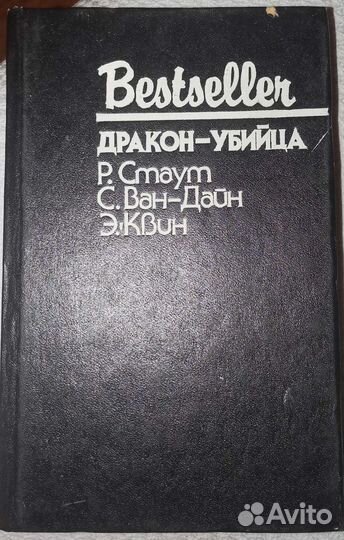 Bestseller
ДРАКОН-УБИЙЦА
Р. Стаут
С. Ван-Дайн
Э. Квин
Avito